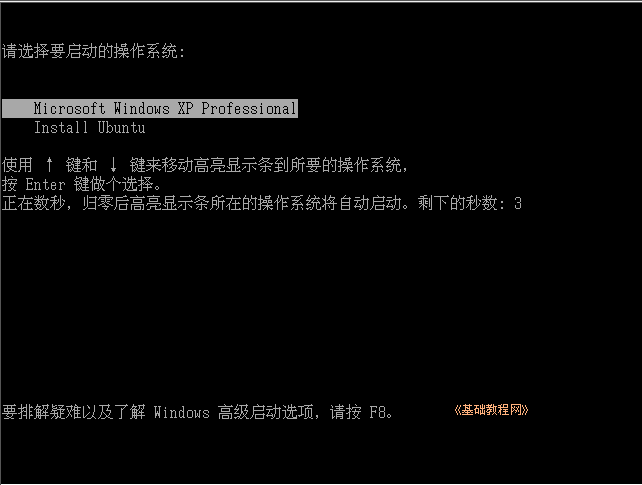 请选择要启动的操作系统:
Microsoft Windows XP Professional
Install Ubuntu
使用 ↑ 键和 ↓ 键来移动高亮显示条到所要的操作系统,
按 Enter 键做个选择。
正在数秒，归零后高亮显示条所在的操作系统将自动启动。剩下的秒数: 3
要排解疑难以及了解 Windows 高级启动选项，请按 F8。
《基础教程网》